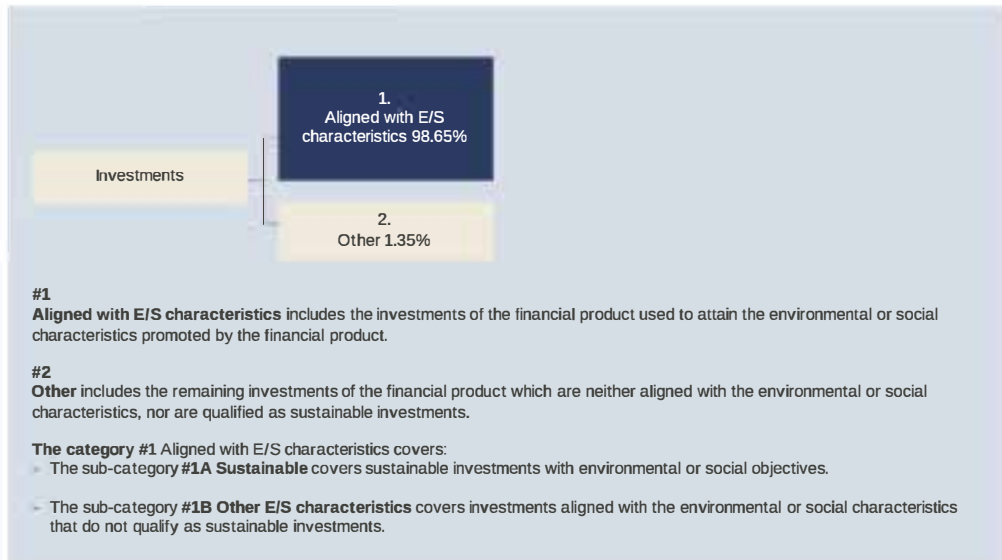 1.
Aligned with E/S
characteristics 98.65%
Investments
2.
Other 1.35%
#1
Aligned with E/S characteristics includes the investments of the financial product used to attain the environmental or social
characteristics promoted by the financial product.
#2
Other includes the remaining investments of the financial product which are neither aligned with the environmental or social
characteristics, nor are qualified as sustainable investments.
The category #1 Aligned with E/S characteristics covers:
The sub-category #1A Sustainable covers sustainable investments with environmental or social objectives.
The sub-category #1B Other E/S characteristics covers investments aligned with the environmental or social characteristics
that do not qualify as sustainable investments.